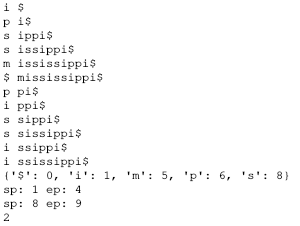 i $
p i$
s ippi$
s issippi$
m ississippi$
$ mississippi$
p pi$
i ppi$
s sippi$
s sissippi$
i ssippi$
i ssissippi$
{'$': 0, 'i': 1, 'm': 5, 'p': 6, 's': 8}
sp: 1 ep: 4
sp: 8 ep: 9
2